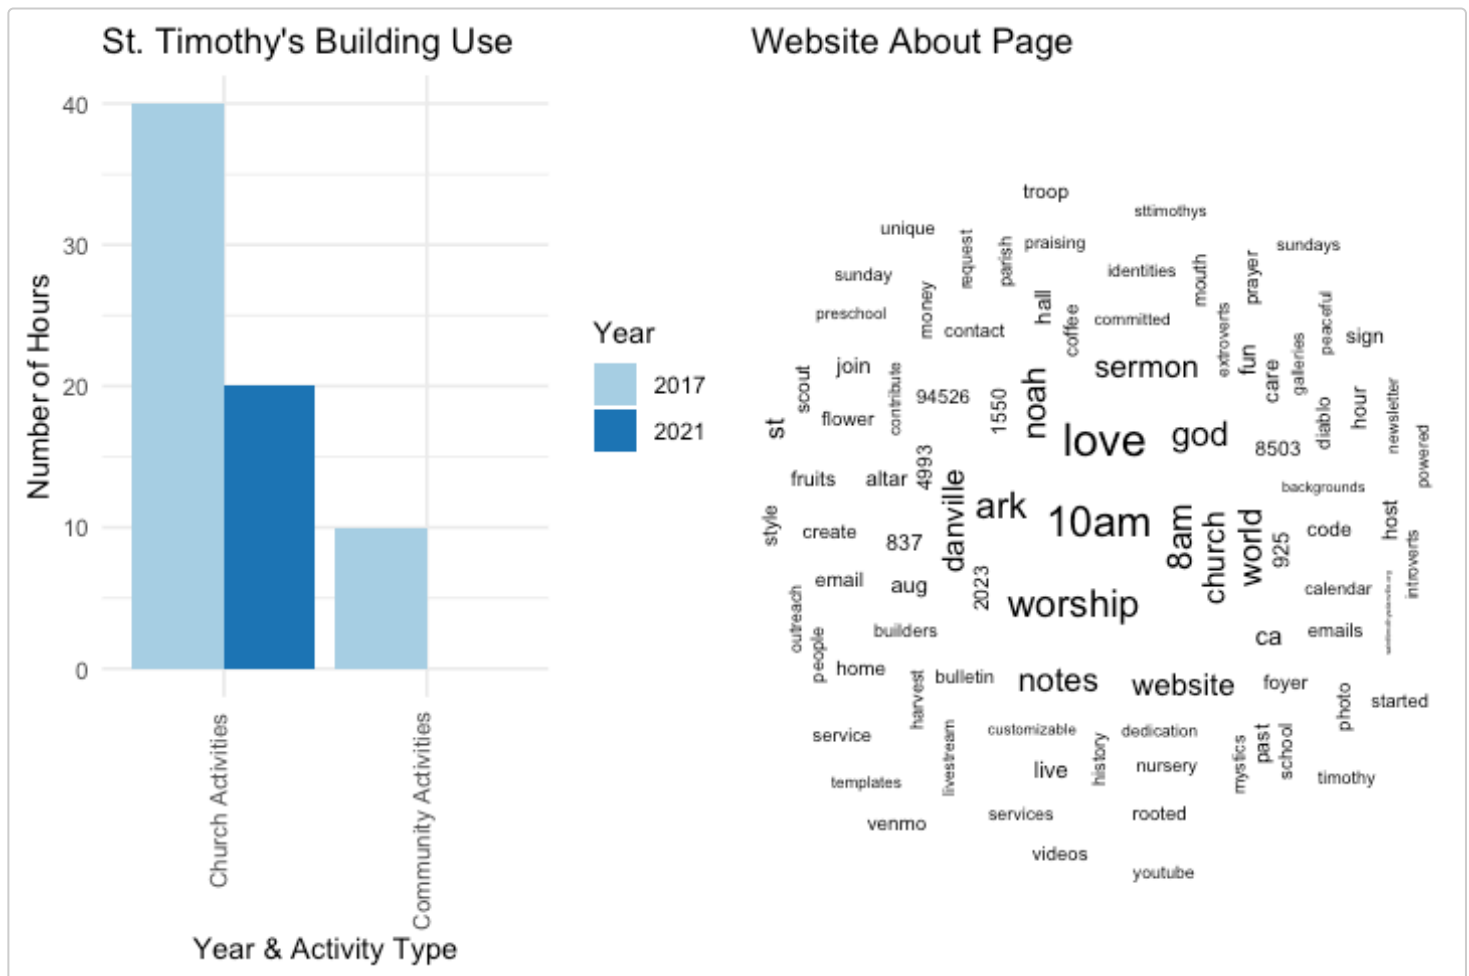 St. Timothy's Building Use
40
30
20
10
0
Number of Hours
Church Activities
Community Activities
Year & Activity Type
Year
2017
2021
Website About Page
troop
sttimothys
unique
request
parish
praising
sundays
sunday
identities
mouth
prayer
preschool
money
contact
hall
coffee
committed
extroverts
fun
galleries
peaceful
sign
join
scout
contribute
94526
1550
noah
sermon
care
diablo
hour
newsletter
st
flower
love
god
8503
powered
fruits
altar
4993
danville
ark
10am
8am
church
world
925
backgrounds
code
host
introverts
style
create
837
email
aug
2023
worship
calendar
outreach
people
builders
ca
emails
home
harvest
bulletin
notes
website
foyer
photo
started
service
livestream
customizable
dedication
history
mystics
past
school
templates
live
nursery
timothy
venmo
services
rooted
videos
youtube